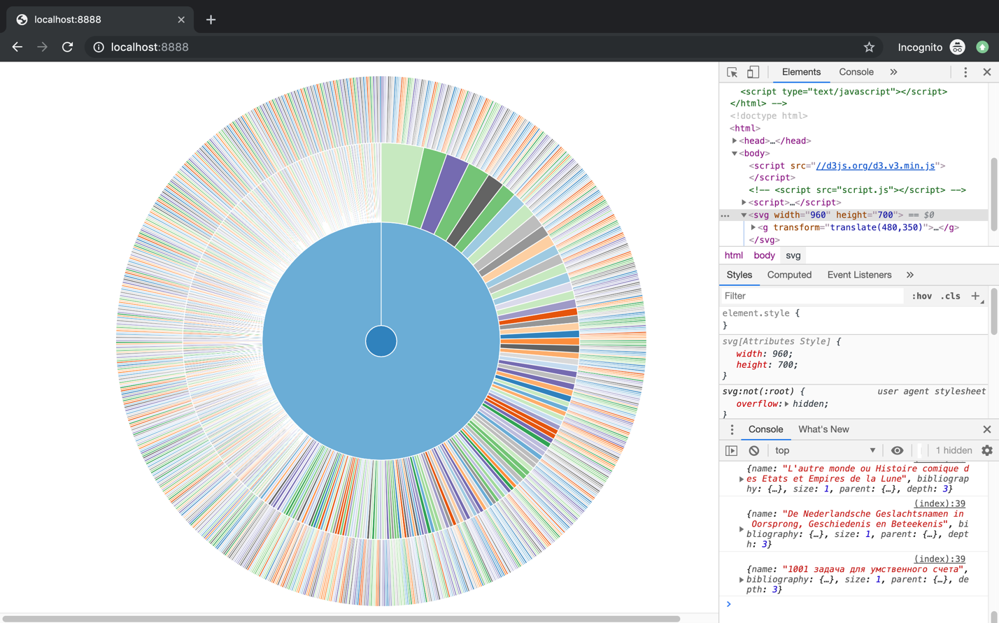 localhost:8888
localhost:8888
Incognito
Elements Console
<script type="text/javascript"></script>
</html> -->
<!doctype html>
<html>
<head>…</head>
<body>
<script src="//d3js.org/d3.v3.min.js">
</script>
<!-- <script src="script.js"></script> -->
<script>…</script>
<svg width="960" height="700"> == $0
<g transform="translate(480,350)">…</g>
</svg>
html body svg
Styles Computed Event Listeners
Filter :hov .cls
element.style {
}
svg[Attributes Style] {
width: 960;
height: 700;
}
svg:not(:root) { user agent stylesheet
overflow: hidden;
}
Console What's New
top 1 hidden
{name: "L'autre monde ou Histoire comique d
es Etats et Empires de la Lune", bibliograp
hy: {…}, size: 1, parent: {…}, depth: 3}
(index):39
{name: "De Nederlandsche Geslachtsnamen in
Oorsprong, Geschiedenis en Beteekenis", bi
bliography: {…}, size: 1, parent: {…}, dept
h: 3}
(index):39
{name: "1001 задача для умственного счета",
bibliography: {…}, size: 1, parent: {…}, de
pth: 3}